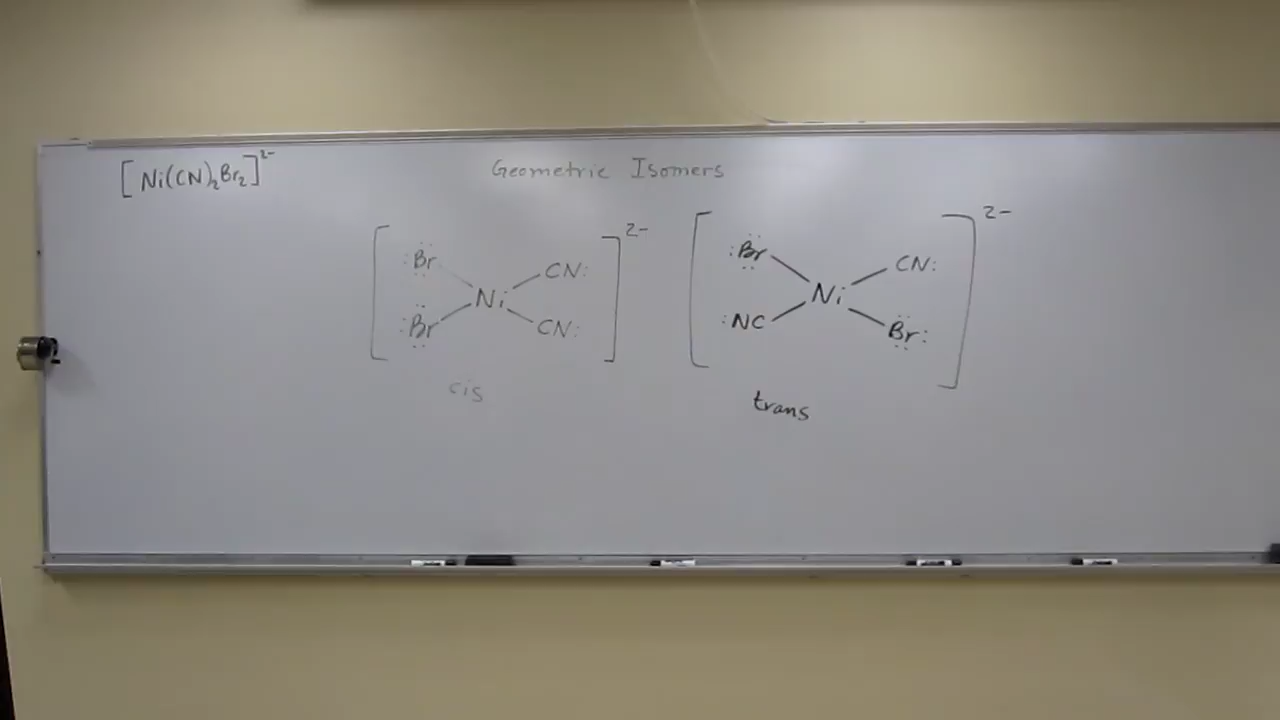 [Ni(CN)₂Br₂]²⁻
Geometric Isomers
:Br CN: 2-
Ni
:Br CN:
cis
:Br CN: 2-
Ni
:NC Br:
trans